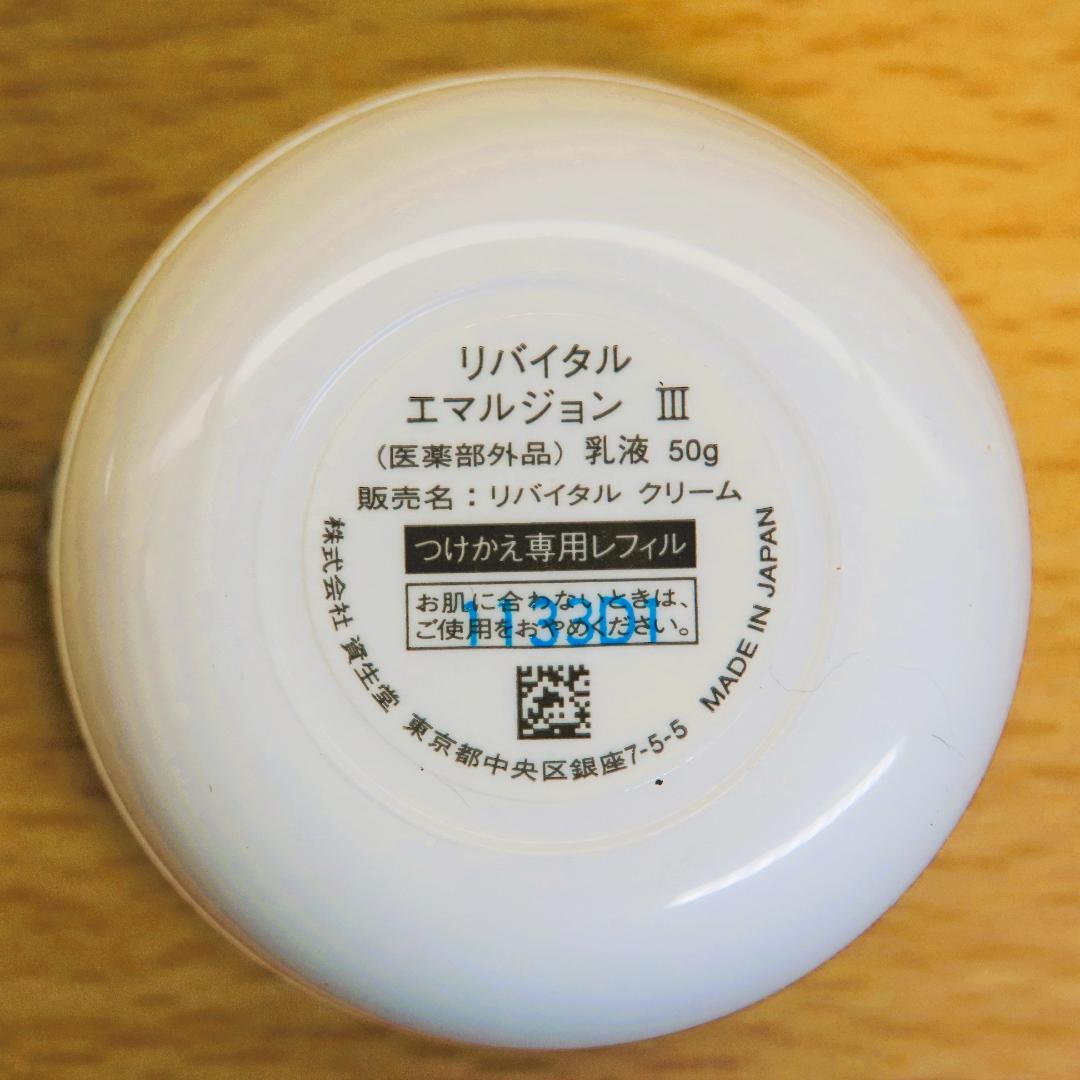 リバイタル
エマルジョン Ⅲ
（医薬部外品）乳液 50g
販売名：リバイタル クリーム
つけかえ専用レフィル
お肌に合わないときは、
ご使用をおやめください。
1133D1
株式会社 資生堂 東京都中央区銀座7-5-5 MADE IN JAPAN